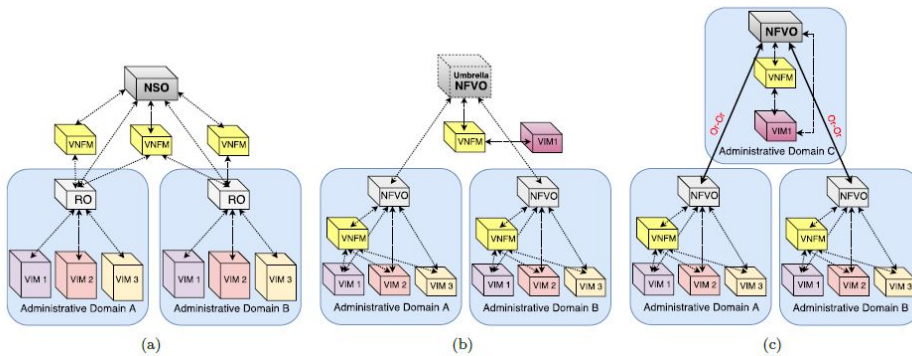 NSO
VNFM
VNFM
VNFM
RO
RO
VIM 1
VIM 2
VIM 3
VIM 1
VIM 2
VIM 3
Administrative Domain A
Administrative Domain B
(a)
Umbrella
NFVO
VNFM
VIM1
NFVO
NFVO
VNFM
VNFM
VIM 1
VIM 2
VIM 3
VIM 1
VIM 2
VIM 3
Administrative Domain A
Administrative Domain B
(b)
NFVO
VNFM
VIM1
Administrative Domain C
Or-Or
Or-Or
NFVO
NFVO
VNFM
VNFM
VIM 1
VIM 2
VIM 3
VIM 1
VIM 2
VIM 3
Administrative Domain A
Administrative Domain B
(c)